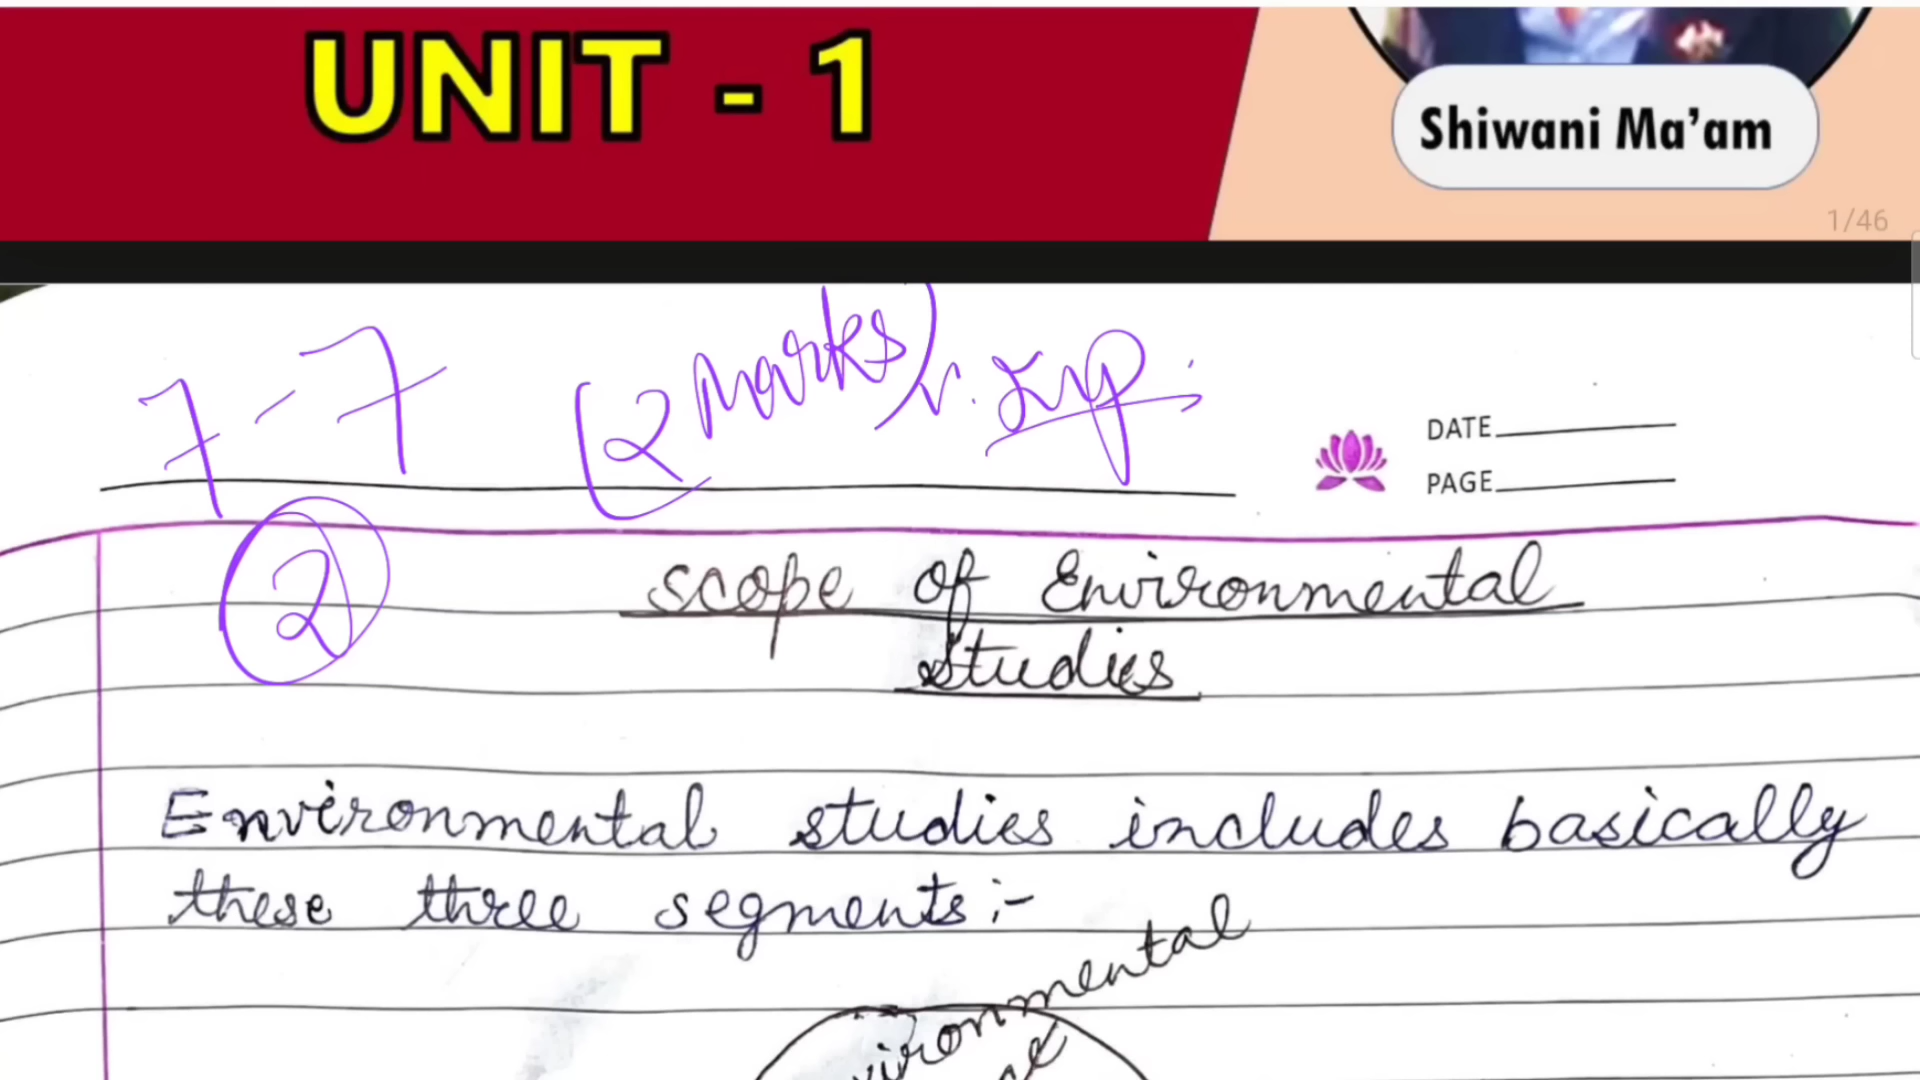 UNIT - 1
Shiwani Ma'am
1/46
7-7 (2 Marks) v. Imp:
DATE
PAGE
2
scope of Environmental
studies
Environmental studies includes basically
these three segments :-